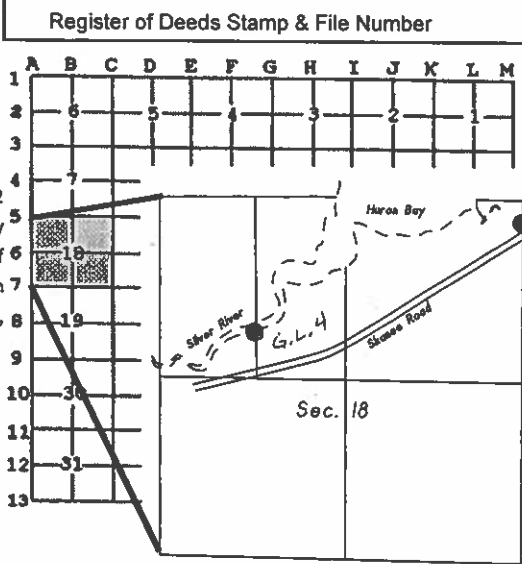 Register of Deeds Stamp & File Number
A B C D E F G H I J K L M
1
2 6 5 4 3 2 1
3
4 7
5
6 18
7
8 19
9
10 30
11
12 31
13
Huron Bay
Silver River
G.L. 4
Skanee Road
Sec. 18